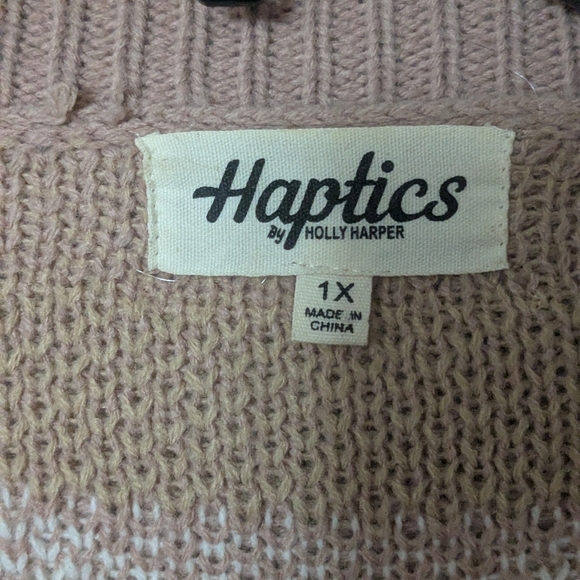 Haptics
By HOLLY HARPER
1X
MADE IN
CHINA